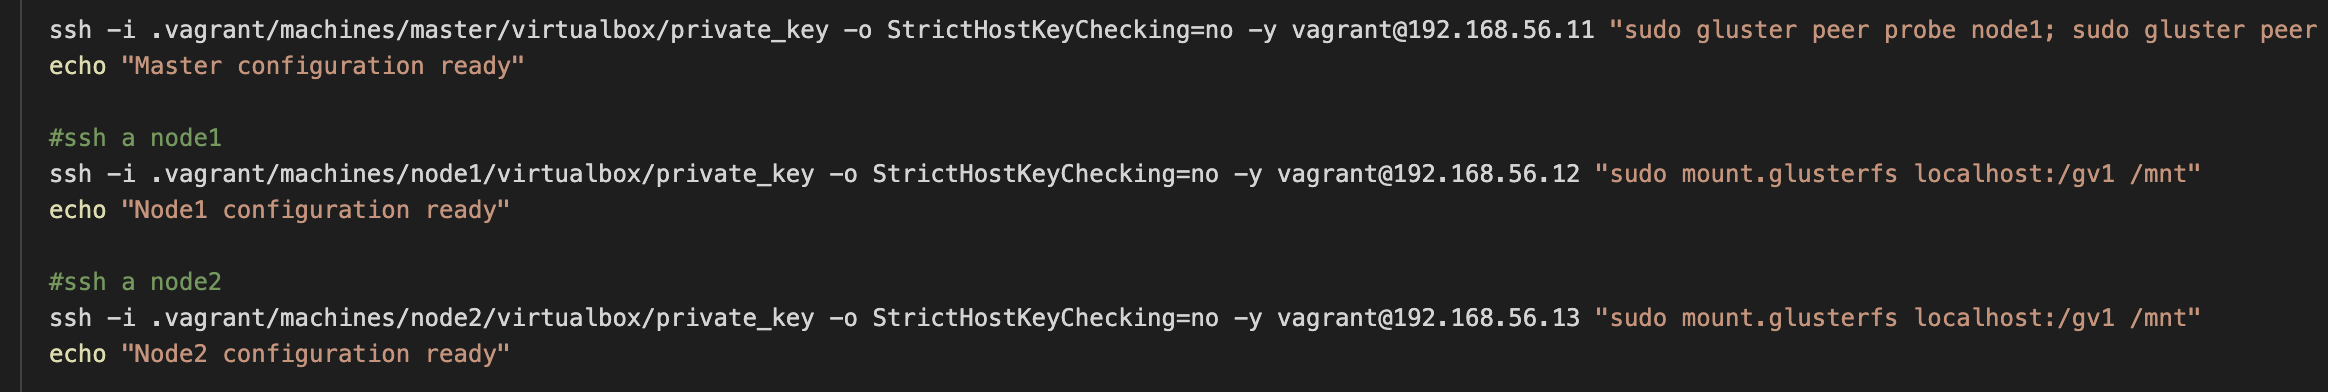 ssh -i .vagrant/machines/master/virtualbox/private_key -o StrictHostKeyChecking=no -y vagrant@192.168.56.11 "sudo gluster peer probe node1; sudo gluster peer
echo "Master configuration ready"
#ssh a node1
ssh -i .vagrant/machines/node1/virtualbox/private_key -o StrictHostKeyChecking=no -y vagrant@192.168.56.12 "sudo mount.glusterfs localhost:/gv1 /mnt"
echo "Node1 configuration ready"
#ssh a node2
ssh -i .vagrant/machines/node2/virtualbox/private_key -o StrictHostKeyChecking=no -y vagrant@192.168.56.13 "sudo mount.glusterfs localhost:/gv1 /mnt"
echo "Node2 configuration ready"